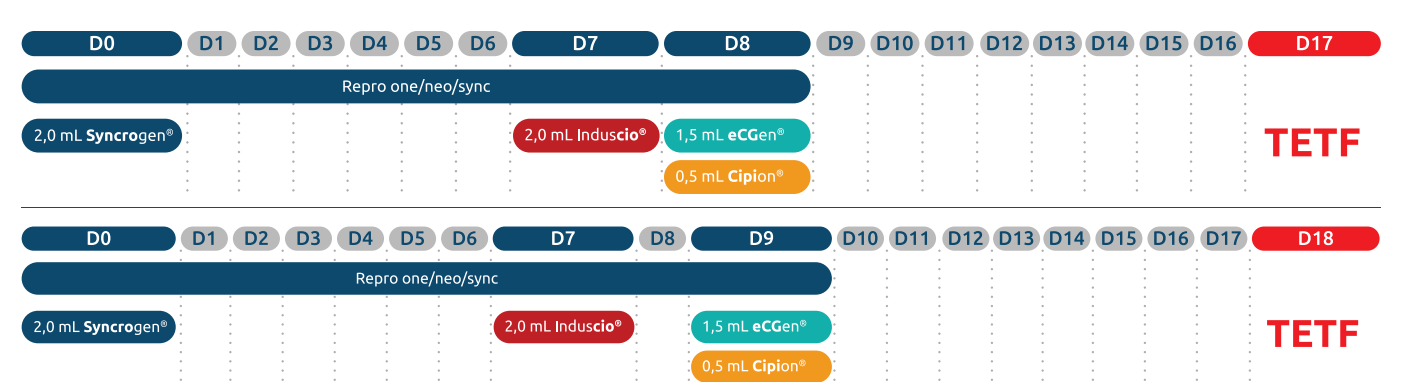 D0 D1 D2 D3 D4 D5 D6 D7 D8 D9 D10 D11 D12 D13 D14 D15 D16 D17
Repro one/neo/sync
2,0 mL Syncrogen® 2,0 mL Induscio® 1,5 mL eCGen®
TETF
0,5 mL Cipion®
D0 D1 D2 D3 D4 D5 D6 D7 D8 D9 D10 D11 D12 D13 D14 D15 D16 D17 D18
Repro one/neo/sync
2,0 mL Syncrogen® 2,0 mL Induscio® 1,5 mL eCGen®
TETF
0,5 mL Cipion®